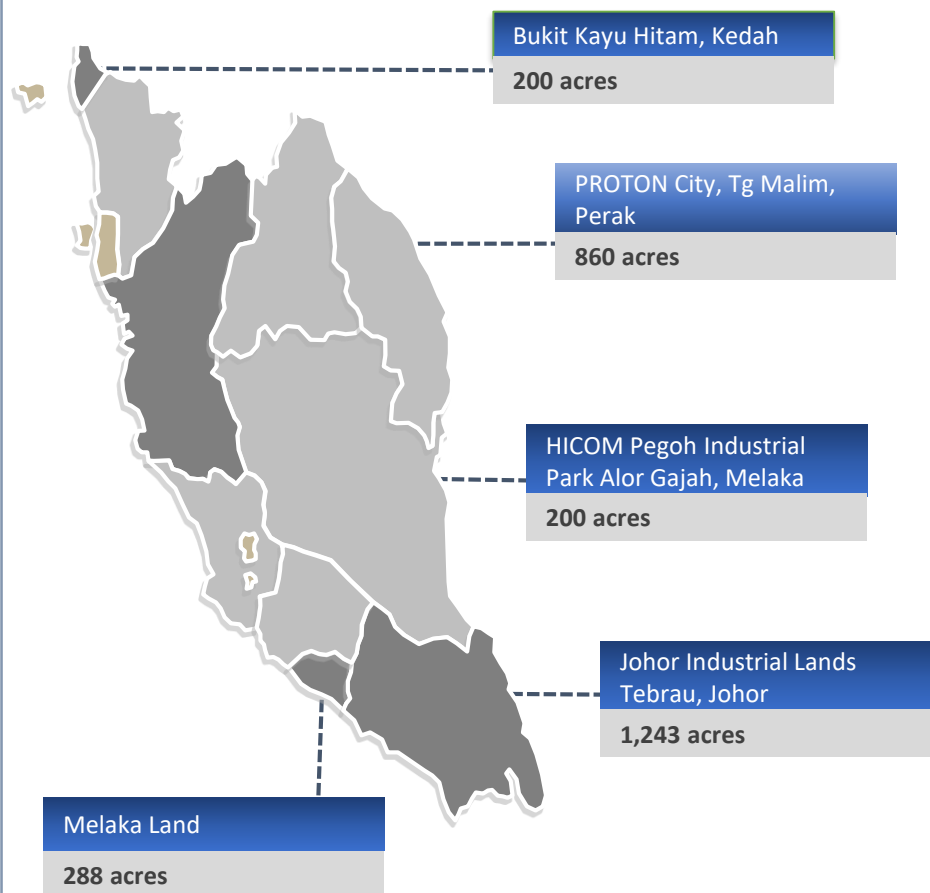 Bukit Kayu Hitam, Kedah
200 acres
PROTON City, Tg Malim,
Perak
860 acres
HICOM Pegoh Industrial
Park Alor Gajah, Melaka
200 acres
Johor Industrial Lands
Tebrau, Johor
1,243 acres
Melaka Land
288 acres